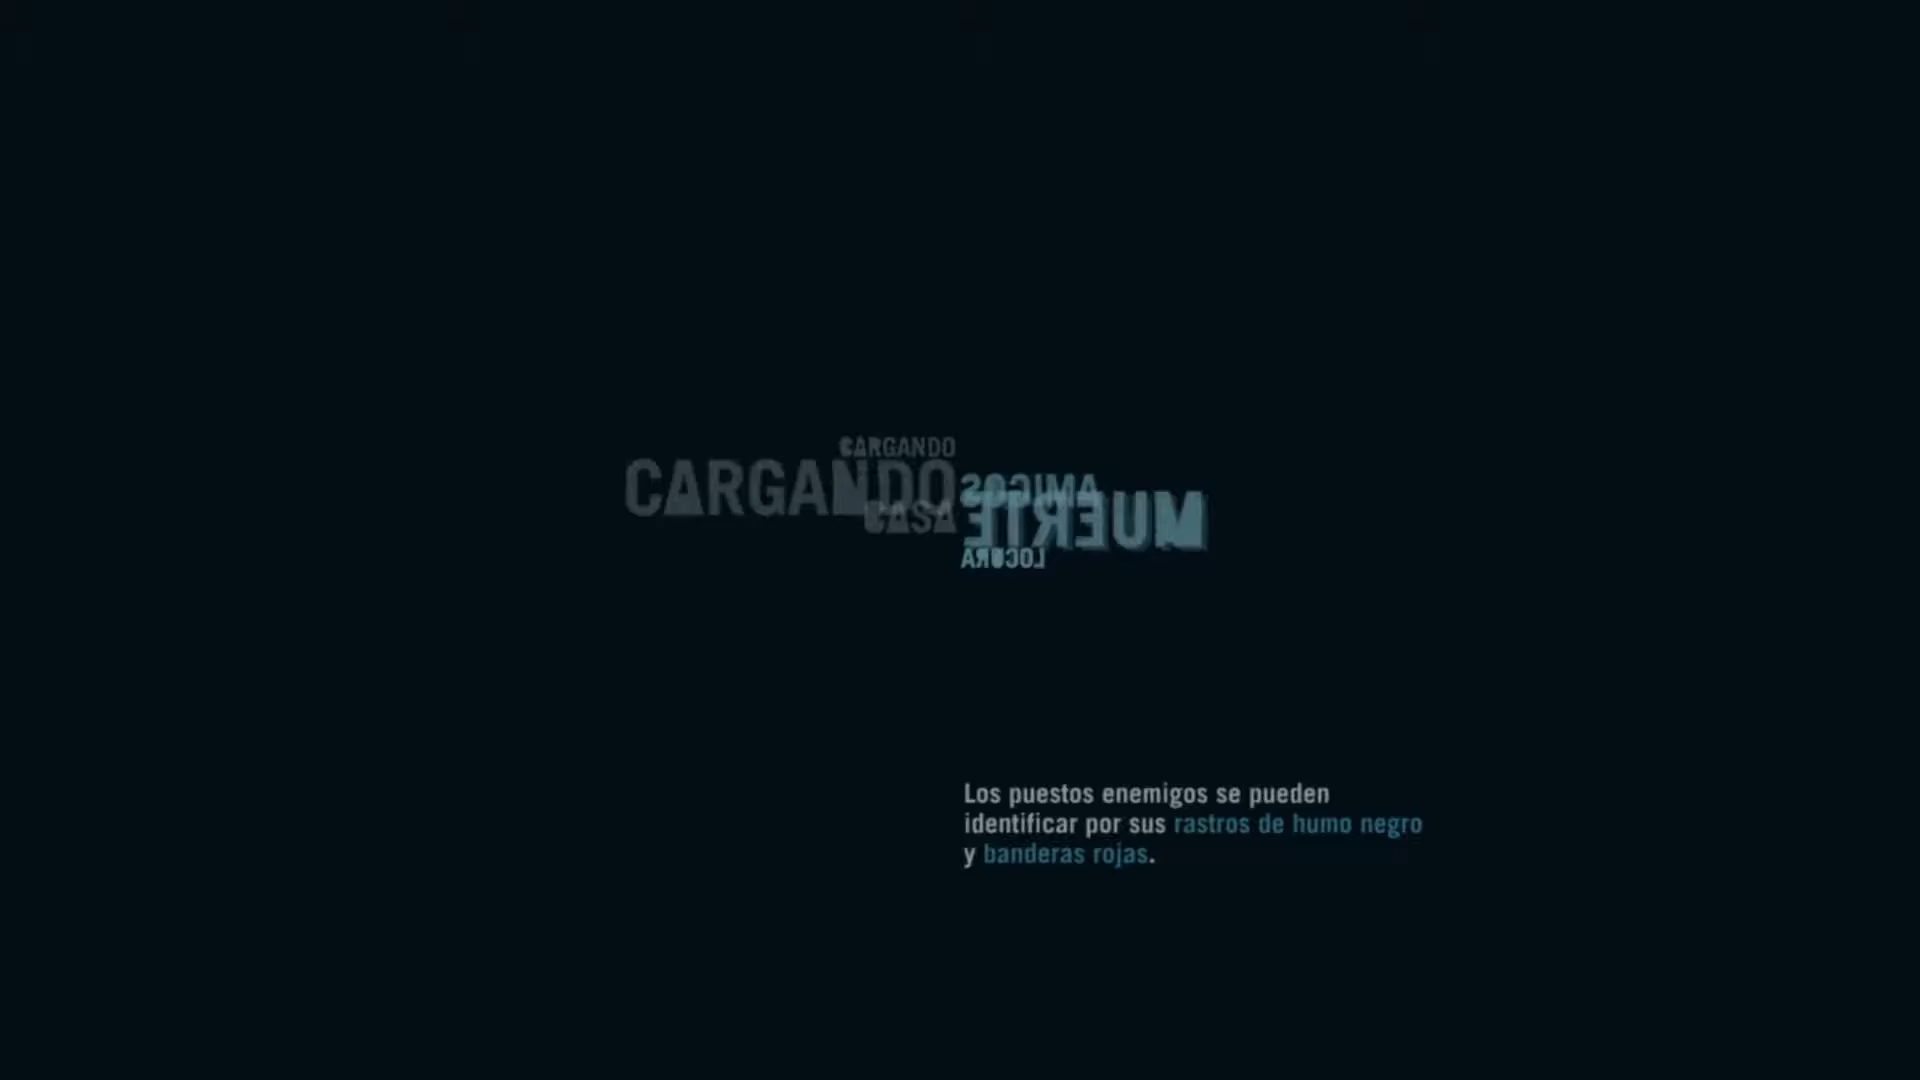 CARGANDO
CARGANDO
CASA
AMIGOS
MUERTE
LOCURA
Los puestos enemigos se pueden
identificar por sus rastros de humo negro
y banderas rojas.